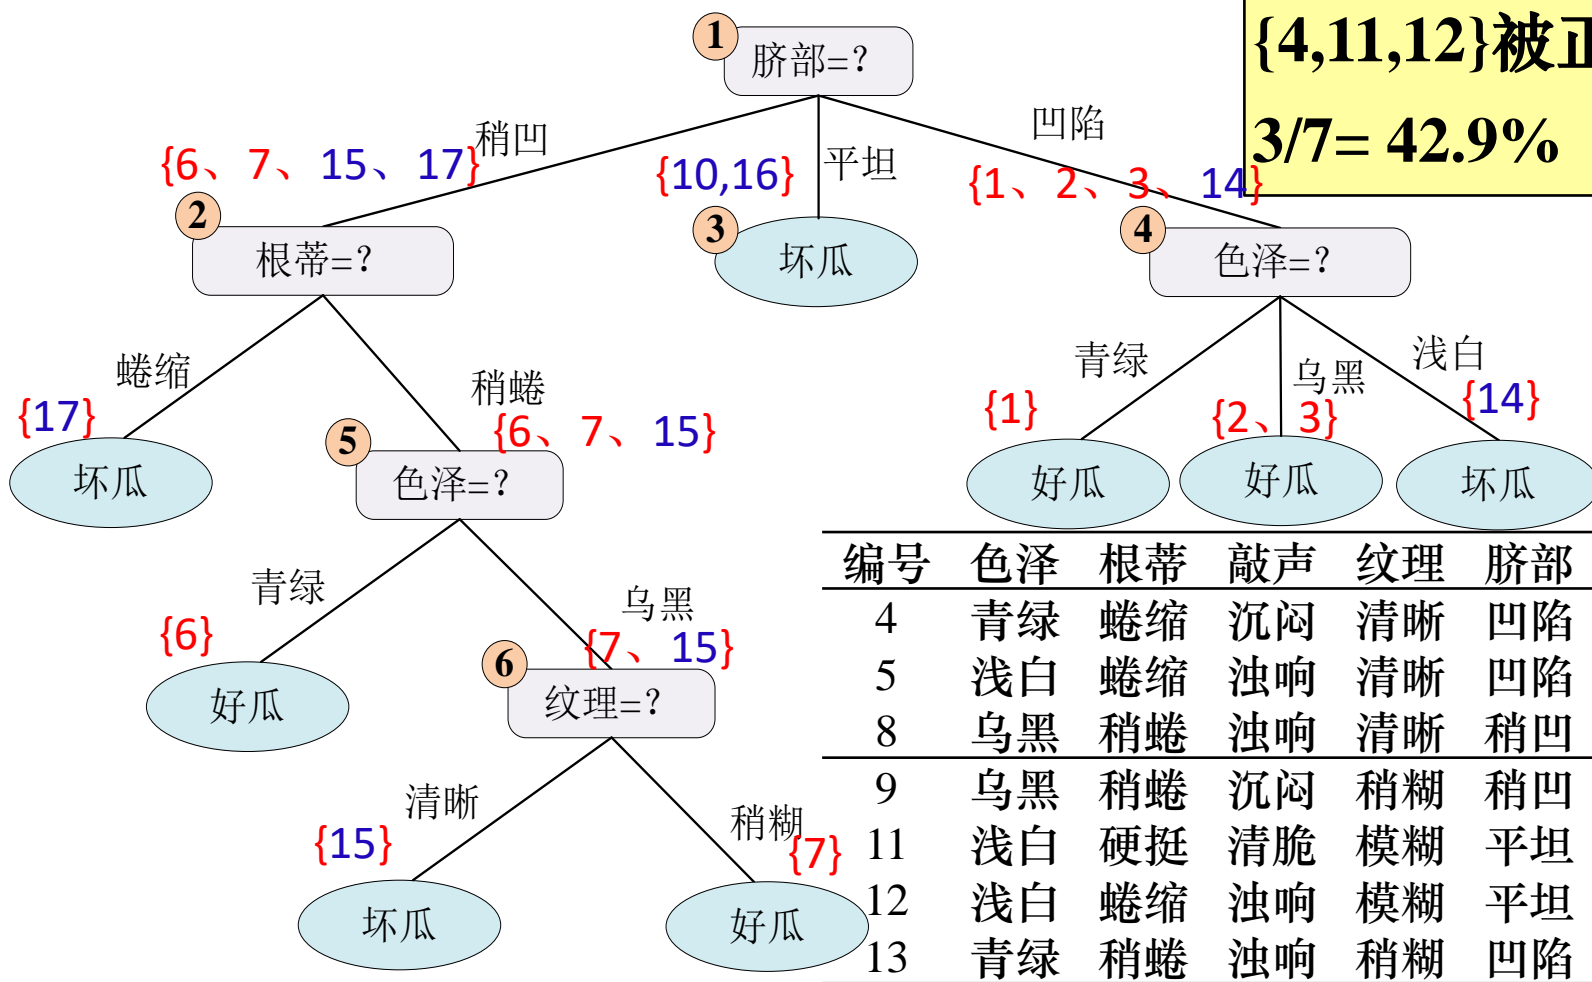 1
脐部=?
{4,11,12}被正
3/7= 42.9%
稍凹
平坦
凹陷
{6、7、15、17}
{10,16}
{1、2、3、14}
2
根蒂=?
3
坏瓜
4
色泽=?
蜷缩
稍蜷
青绿
乌黑
浅白
{17}
{6、7、15}
{1}
{2、3}
{14}
坏瓜
5
色泽=?
好瓜
好瓜
坏瓜
青绿
乌黑
{6}
{7、15}
好瓜
6
纹理=?
清晰
稍糊
{15}
{7}
坏瓜
好瓜
编号 色泽 根蒂 敲声 纹理 脐部
4 青绿 蜷缩 沉闷 清晰 凹陷
5 浅白 蜷缩 浊响 清晰 凹陷
8 乌黑 稍蜷 浊响 清晰 稍凹
9 乌黑 稍蜷 沉闷 稍糊 稍凹
11 浅白 硬挺 清脆 模糊 平坦
12 浅白 蜷缩 浊响 模糊 平坦
13 青绿 稍蜷 浊响 稍糊 凹陷